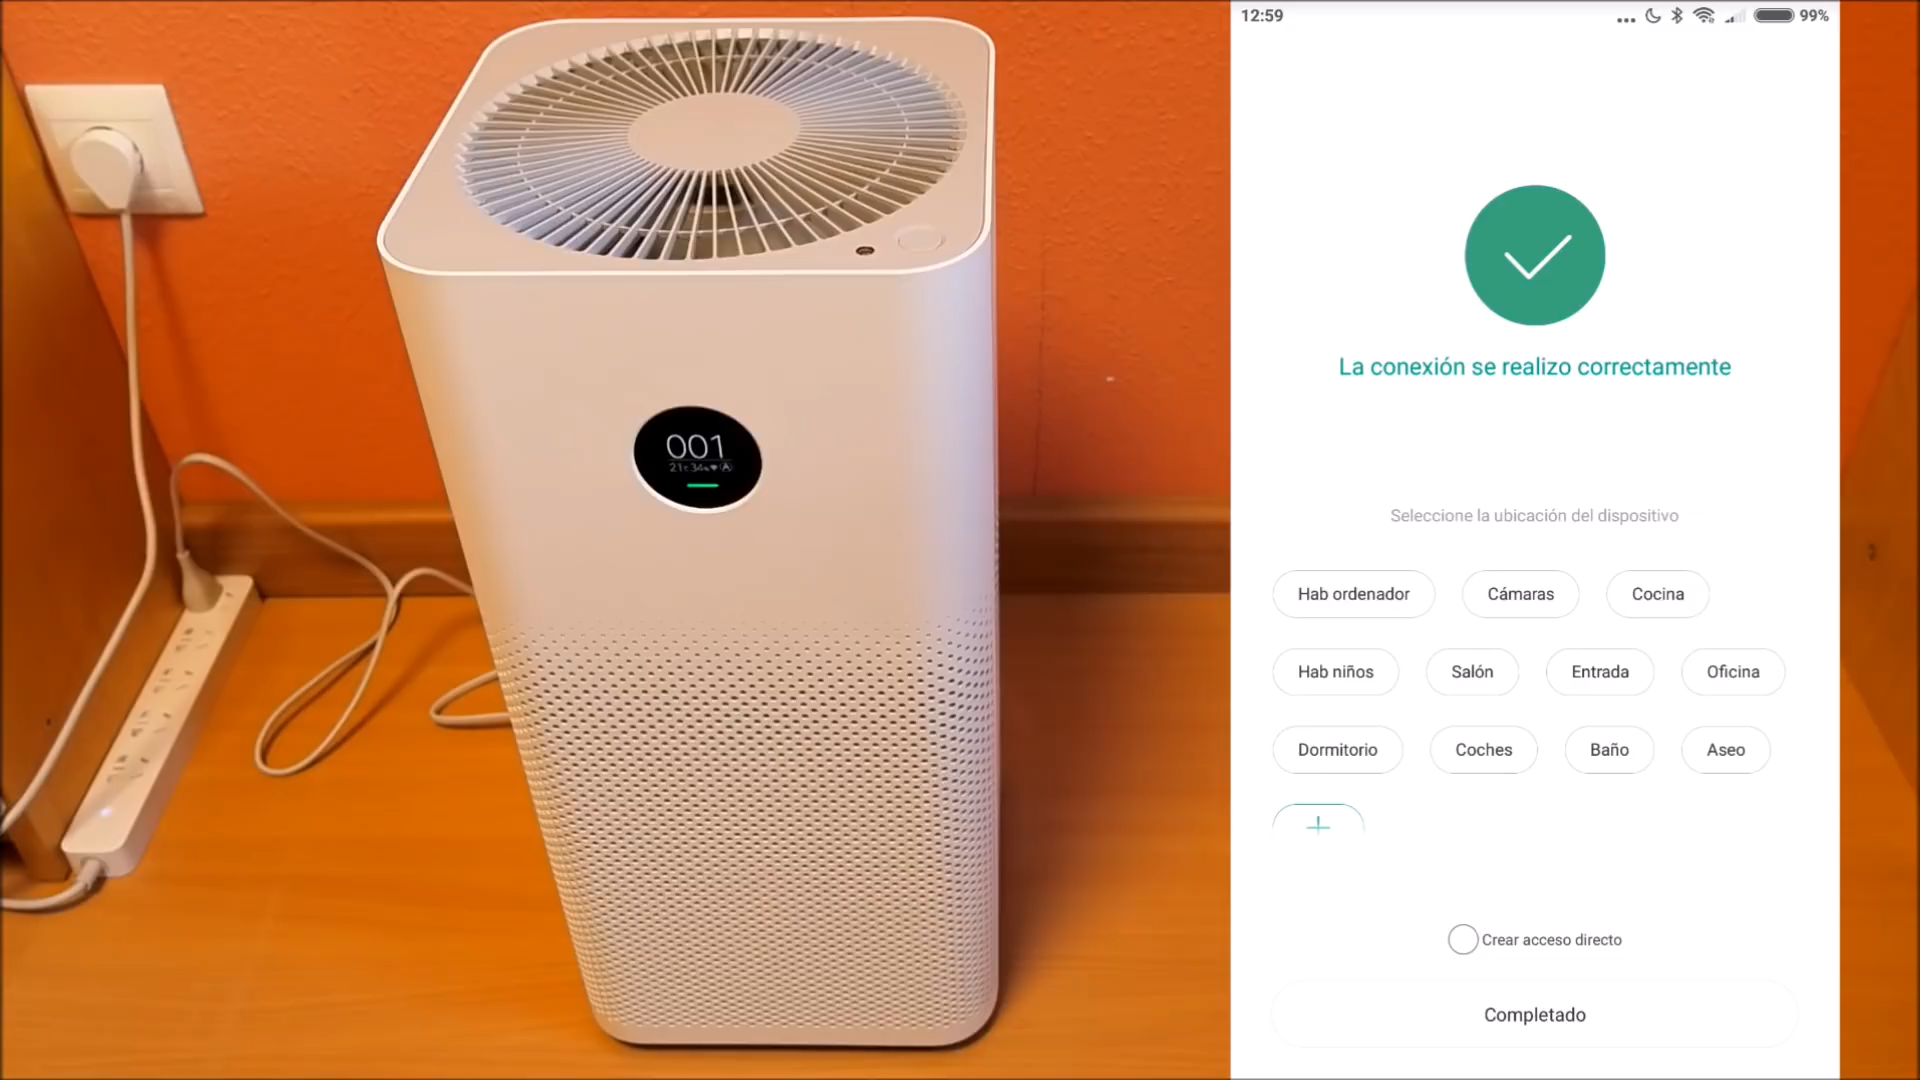 001
12:59
99%
La conexión se realizo correctamente
Seleccione la ubicación del dispositivo
Hab ordenador Cámaras Cocina
Hab niños Salón Entrada Oficina
Dormitorio Coches Baño Aseo
Crear acceso directo
Completado